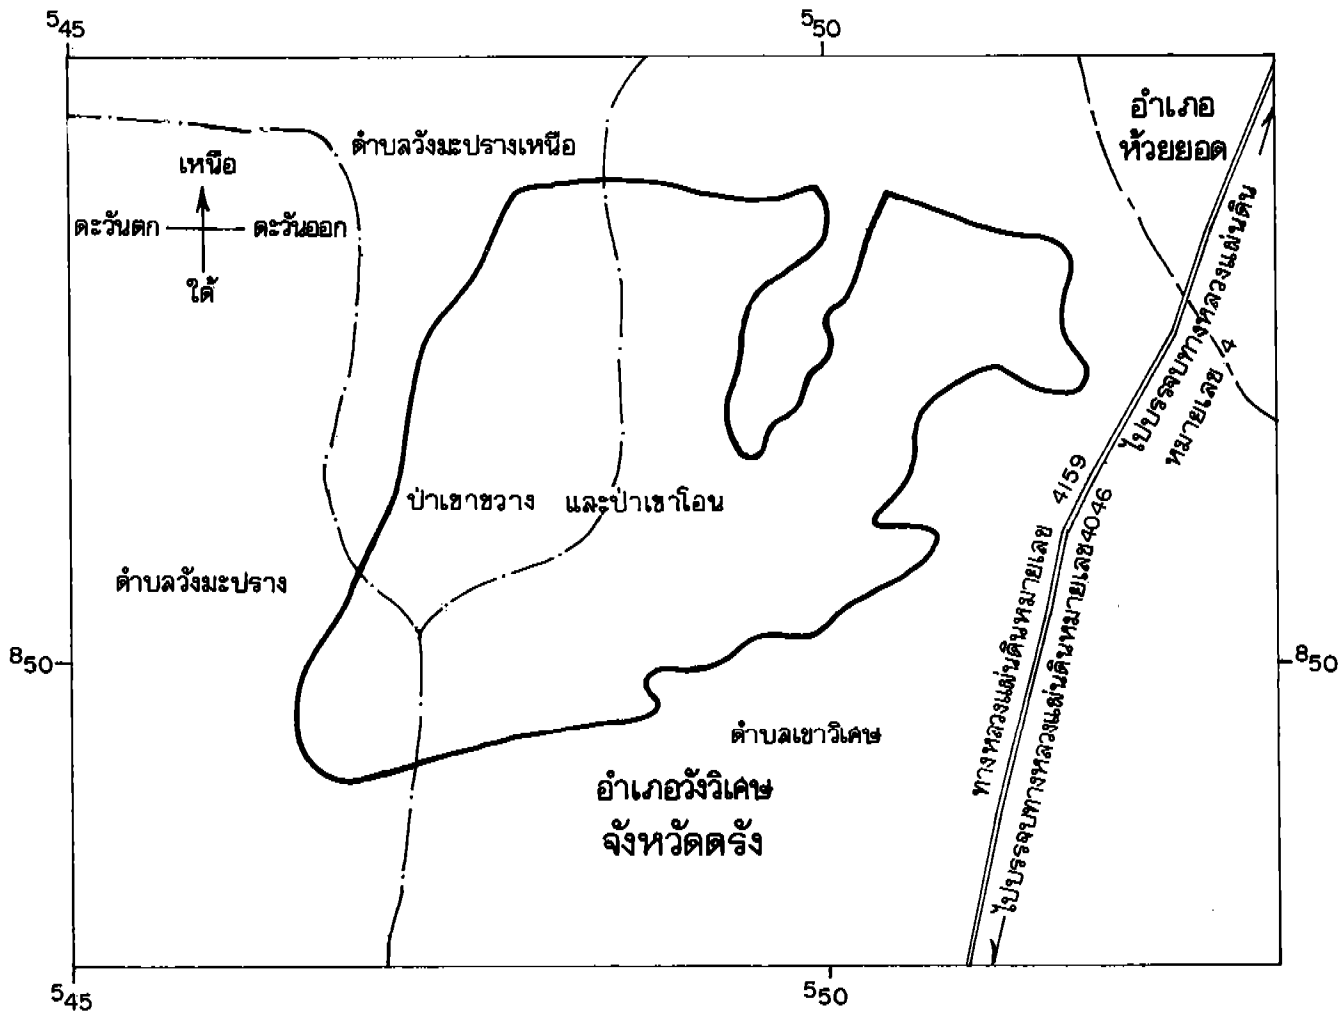 545
550
อำเภอ
ห้วยยอด
ตำบลวังมะปรางเหนือ
เหนือ
ตะวันตก
ตะวันออก
ใต้
ไปบรรจบทางหลวงแผ่นดิน
หมายเลข 4
ป่าเขาขวาง และป่าเขาโอน
ตำบลวังมะปราง
ทางหลวงแผ่นดินหมายเลข 4159
ไปบรรจบทางหลวงแผ่นดินหมายเลข 4046
850
850
ตำบลเขาวิเศษ
อำเภอวังวิเศษ
จังหวัดตรัง
545
550